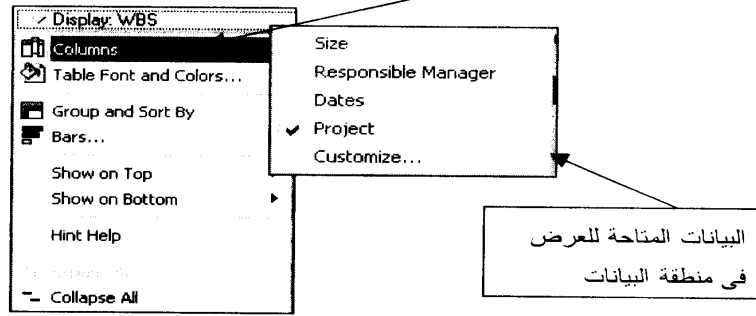 Display: WBS
Columns
Table Font and Colors...
Group and Sort By
Bars...
Show on Top
Show on Bottom
Hint Help
Collapse All
Size
Responsible Manager
Dates
Project
Customize...
البيانات المتاحة للعرض
فى منطقة البيانات